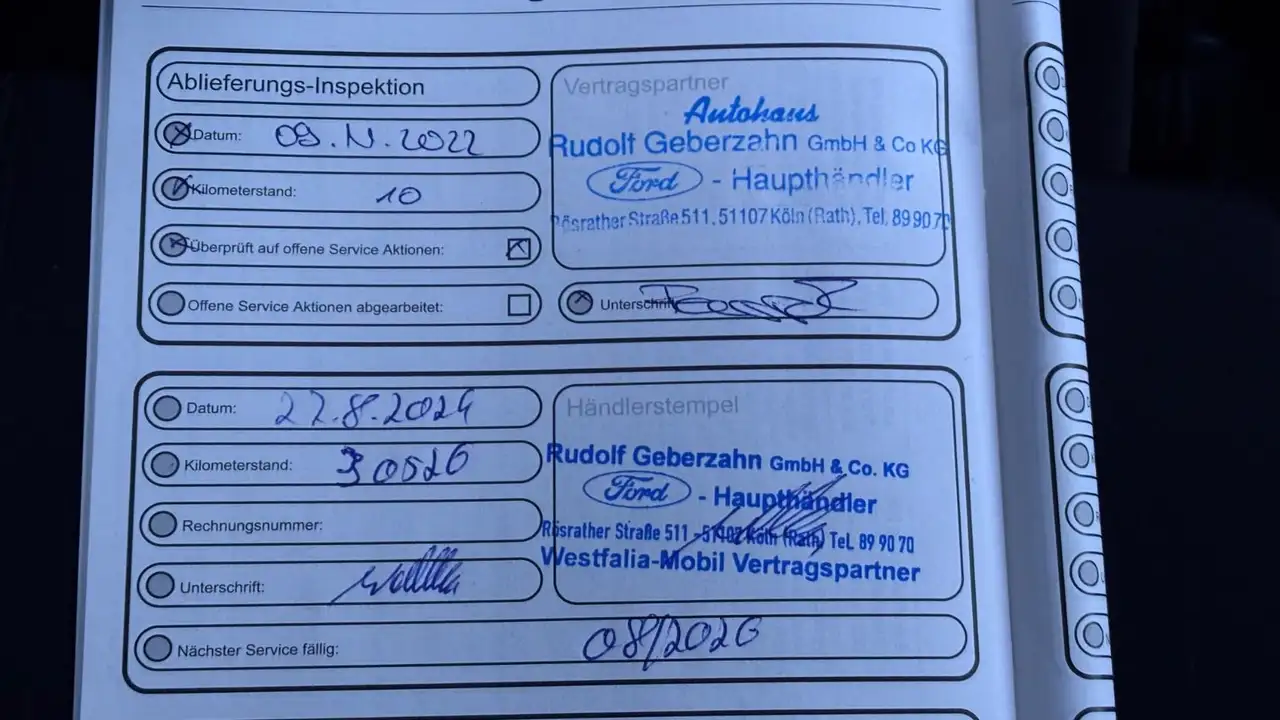 Ablieferungs-Inspektion
Datum: 09.11.2022
Kilometerstand: 10
Überprüft auf offene Service Aktionen:
Offene Service Aktionen abgearbeitet:
Vertragspartner
Autohaus
Rudolf Geberzahn GmbH & Co KG
Ford - Haupthändler
Rösrather Straße 511, 51107 Köln (Rath), Tel. 89 90 70
Unterschrift
Datum: 22.8.2024
Kilometerstand: 30526
Rechnungsnummer:
Unterschrift:
Händlerstempel
Rudolf Geberzahn GmbH & Co. KG
Ford - Haupthändler
Rösrather Straße 511 - 51107 Köln (Rath) Tel. 89 90 70
Westfalia-Mobil Vertragspartner
Nächster Service fällig: 08/2026